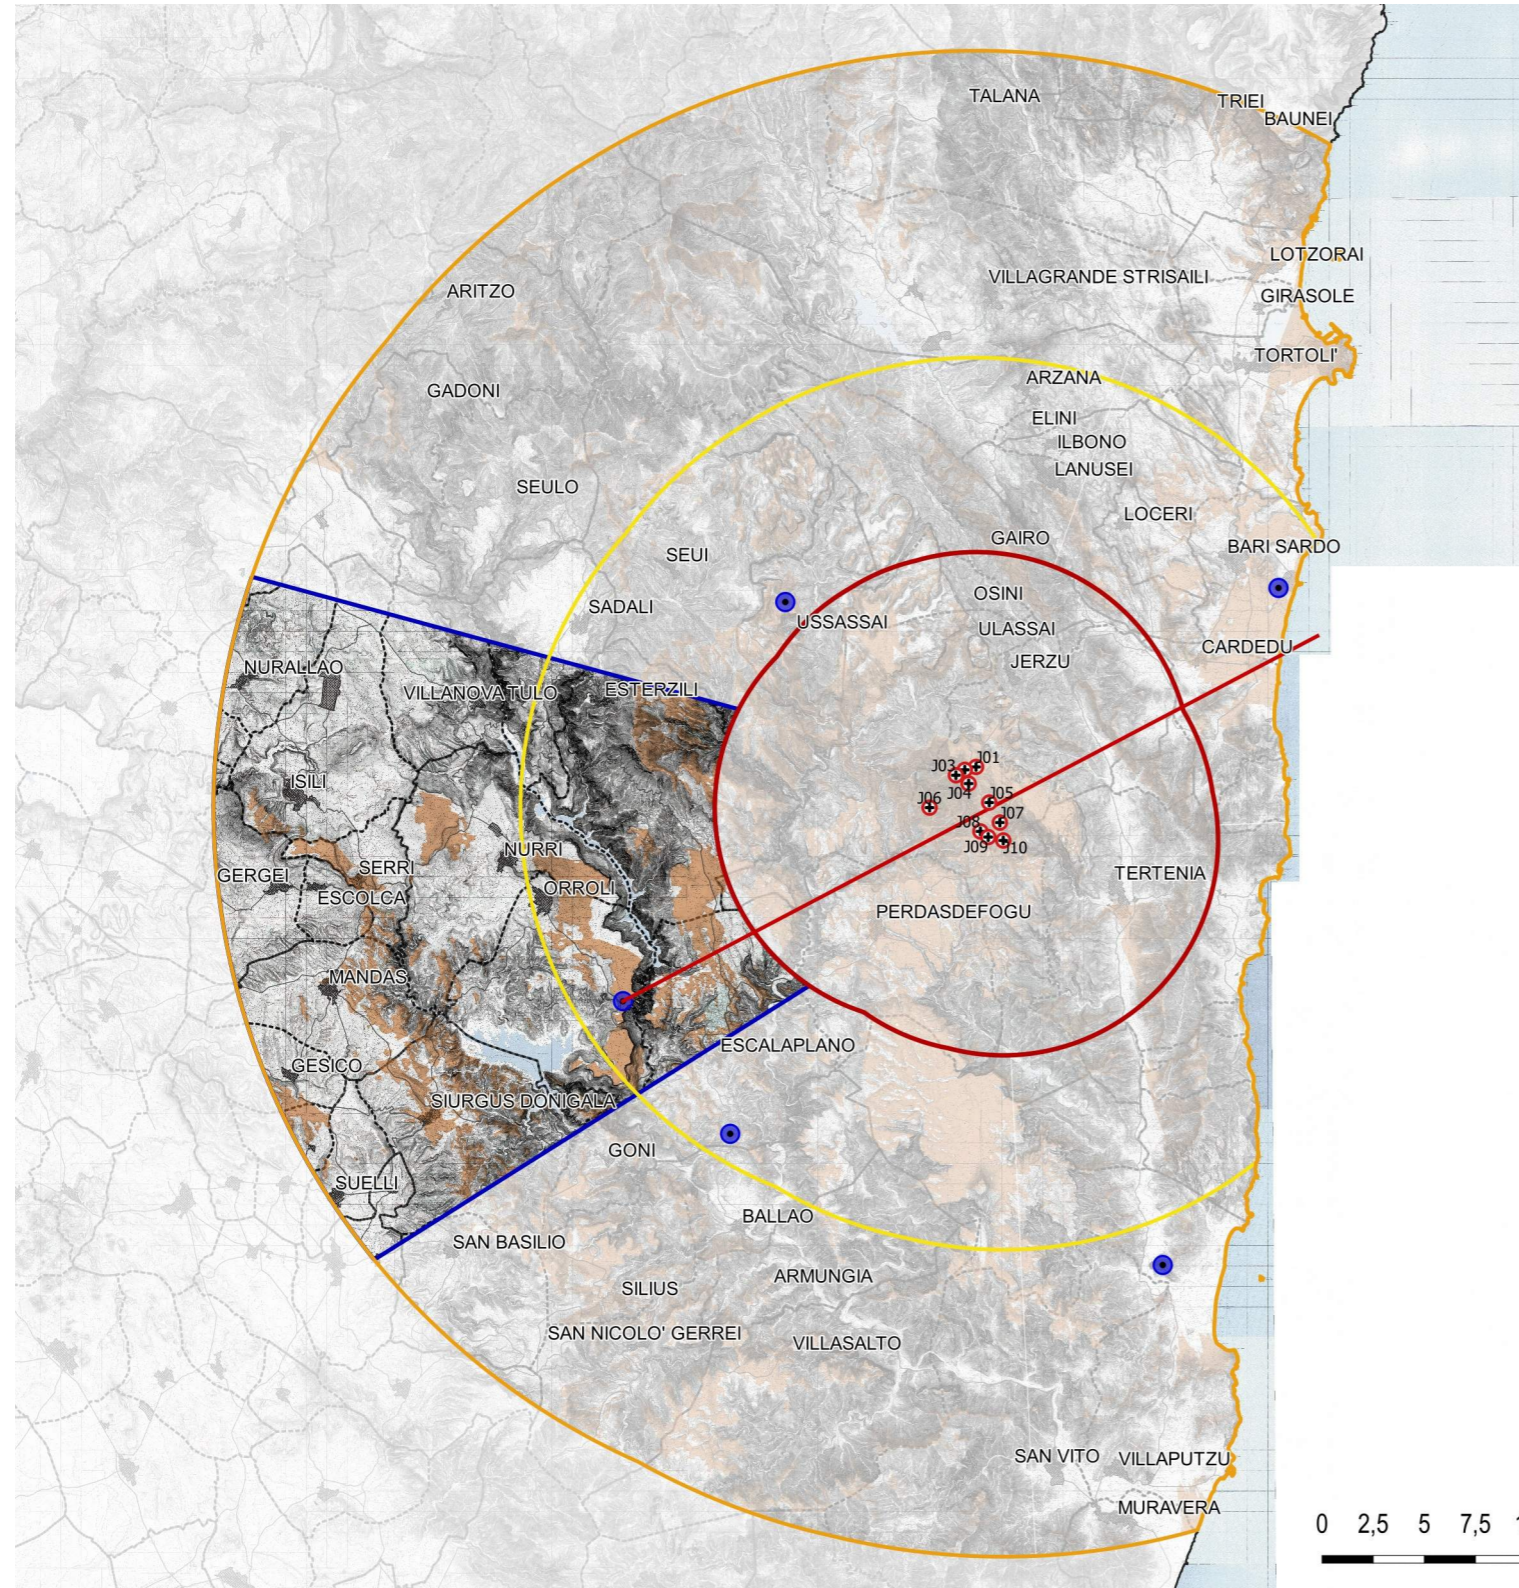 TALANA
TRIEI
BAUNEI
LOTZORAI
VILLAGRANDE STRISAILI
ARITZO
GIRASOLE
TORTOLI'
ARZANA
GADONI
ELINI
ILBONO
LANUSEI
SEULO
LOCERI
GAIRO
BARI SARDO
SEUI
OSINI
SADALI
USSASSAI
ULASSAI
CARDEDU
JERZU
NURALLAO
VILLANOVA TULO
ESTERZILI
J03
J01
ISILI
J04
J05
J06
J07
J08
J09
J10
NURRI
SERRI
GERGEI
TERTENIA
ORROLI
ESCOLCA
PERDASDEFOGU
MANDAS
ESCALAPLANO
GESICO
SIURGUS DONIGALA
GONI
SUELLI
BALLAO
SAN BASILIO
ARMUNGIA
SILIUS
SAN NICOLO' GERREI
VILLASALTO
SAN VITO
VILLAPUTZU
MURAVERA
0 2,5 5 7,5